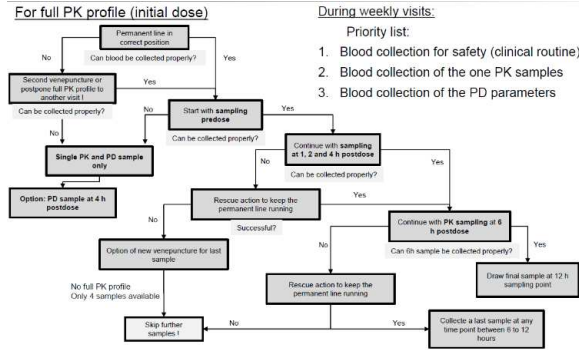 For full PK profile (initial dose)
During weekly visits:
Priority list:
1. Blood collection for safety (clinical routine)
2. Blood collection of the one PK samples
3. Blood collection of the PD parameters
Permanent line in
correct position
Can blood be collected properly?
No
Yes
Second venepuncture or
postpone full PK profile to
another visit !
Yes
Can be collected properly?
No
No
Start with sampling
predose
Yes
Can be collected properly?
Single PK and PD sample
only
Option: PD sample at 4 h
postdose
Continue with sampling
at 1, 2 and 4 h postdose
Can be collected properly?
No
Yes
Rescue action to keep the
permanent line running
Yes
Successful?
No
Continue with PK sampling at 6
h postdose
Can 6h sample be collected properly?
No
Yes
Option of new venepuncture for last
sample
No full PK profile
Only 4 samples available
Rescue action to keep the
permanent line running
Draw final sample at 12 h
sampling point
No
Yes
Skip further
samples !
Collect a last sample at any
time point between 6 to 12
hours